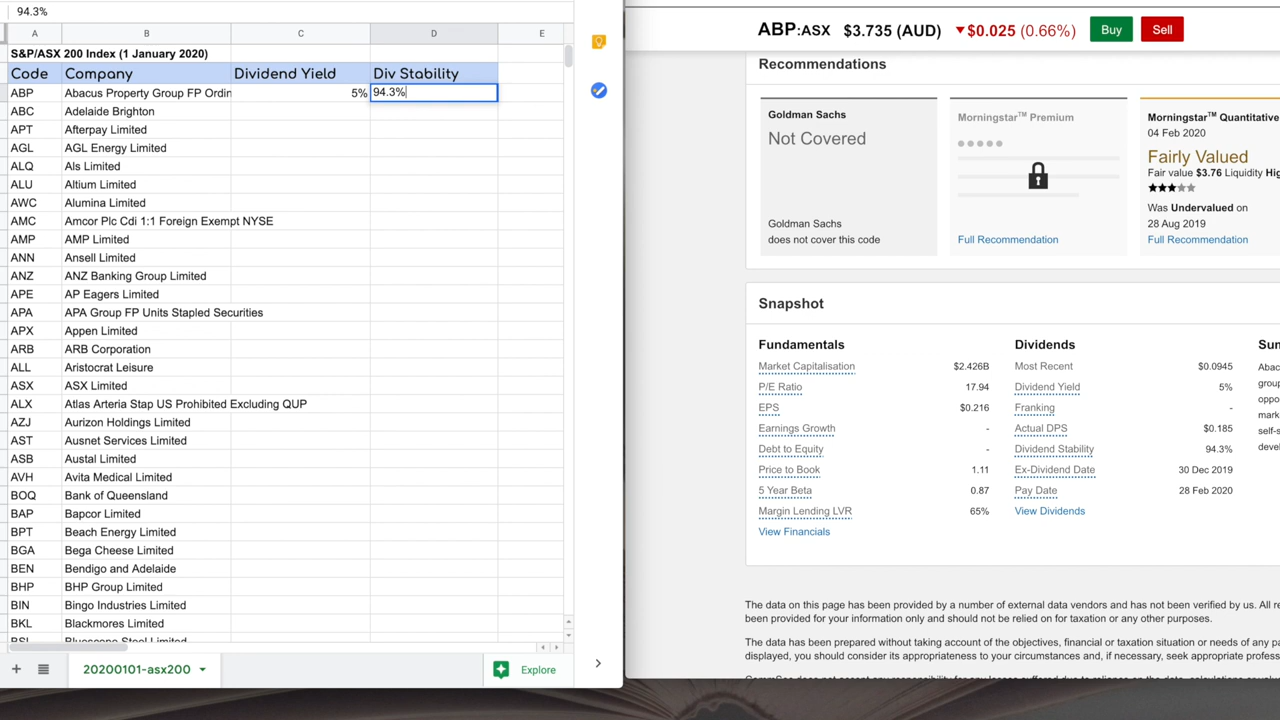 94.3%
A B C D E
S&P/ASX 200 Index (1 January 2020)
Code Company Dividend Yield Div Stability
ABP Abacus Property Group FP Ordin 5% 94.3%
ABC Adelaide Brighton
APT Afterpay Limited
AGL AGL Energy Limited
ALQ Als Limited
ALU Altium Limited
AWC Alumina Limited
AMC Amcor Plc Cdi 1:1 Foreign Exempt NYSE
AMP AMP Limited
ANN Ansell Limited
ANZ ANZ Banking Group Limited
APE AP Eagers Limited
APA APA Group FP Units Stapled Securities
APX Appen Limited
ARB ARB Corporation
ALL Aristocrat Leisure
ASX ASX Limited
ALX Atlas Arteria Stap US Prohibited Excluding QUP
AZJ Aurizon Holdings Limited
AST Ausnet Services Limited
ASB Austal Limited
AVH Avita Medical Limited
BOQ Bank of Queensland
BAP Bapcor Limited
BPT Beach Energy Limited
BGA Bega Cheese Limited
BEN Bendigo and Adelaide
BHP BHP Group Limited
BIN Bingo Industries Limited
BKL Blackmores Limited
BSL Bluescope Steel Limited
20200101-asx200
Explore
ABP:ASX $3.735 (AUD) $0.025 (0.66%) Buy Sell
Recommendations
Goldman Sachs
Not Covered
Goldman Sachs
does not cover this code
Morningstar™ Premium
Full Recommendation
Morningstar™ Quantitative
04 Feb 2020
Fairly Valued
Fair value $3.76 Liquidity Hig
Was Undervalued on
28 Aug 2019
Full Recommendation
Snapshot
Fundamentals
Market Capitalisation $2.426B
P/E Ratio 17.94
EPS $0.216
Earnings Growth -
Debt to Equity -
Price to Book 1.11
5 Year Beta 0.87
Margin Lending LVR 65%
View Financials
Dividends
Most Recent $0.0945
Dividend Yield 5%
Franking -
Actual DPS $0.185
Dividend Stability 94.3%
Ex-Dividend Date 30 Dec 2019
Pay Date 28 Feb 2020
View Dividends
Sum
Abac
group
oppo
mark
self-s
devel
The data on this page has been provided by a number of external data vendors and has not been verified by us. All re
been provided for your information only and should not be relied on for taxation or any other purposes.
The data has been prepared without taking account of the objectives, financial or taxation situation or needs of any pa
displayed, you should consider its appropriateness to your circumstances and, if necessary, seek appropriate profess